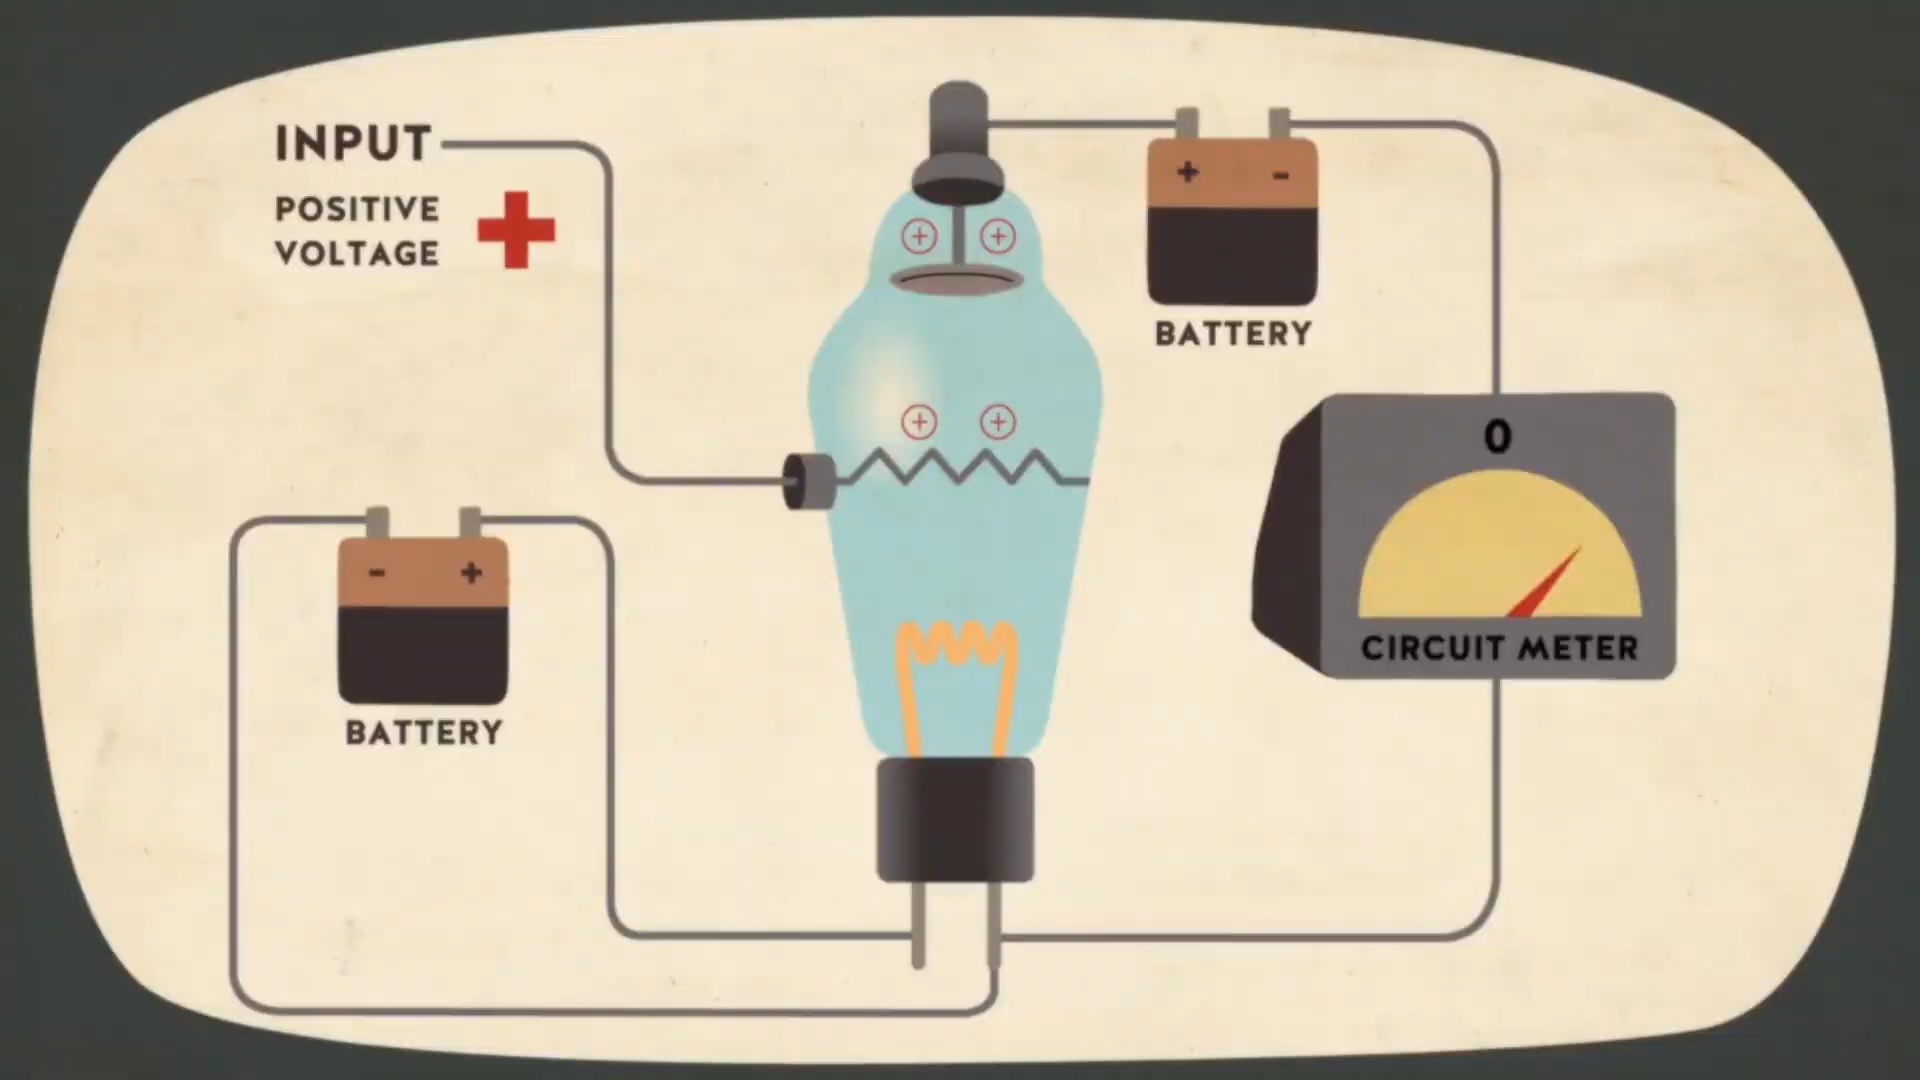 INPUT
POSITIVE
VOLTAGE
+ -
BATTERY
0
CIRCUIT METER
- +
BATTERY